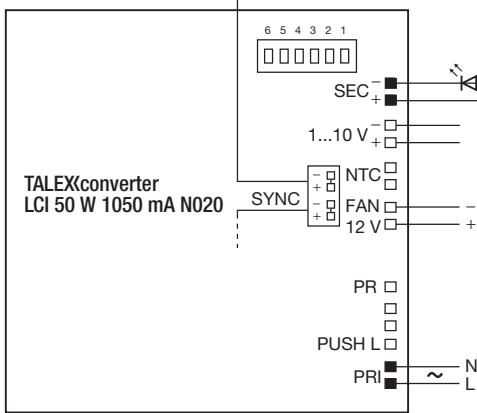 6 5 4 3 2 1
SEC - +
1...10 V - +
NTC
TALEXXconverter
LCI 50 W 1050 mA N020
SYNC - + - +
FAN -
12 V +
PR
PUSH L
PRI ~ N
L